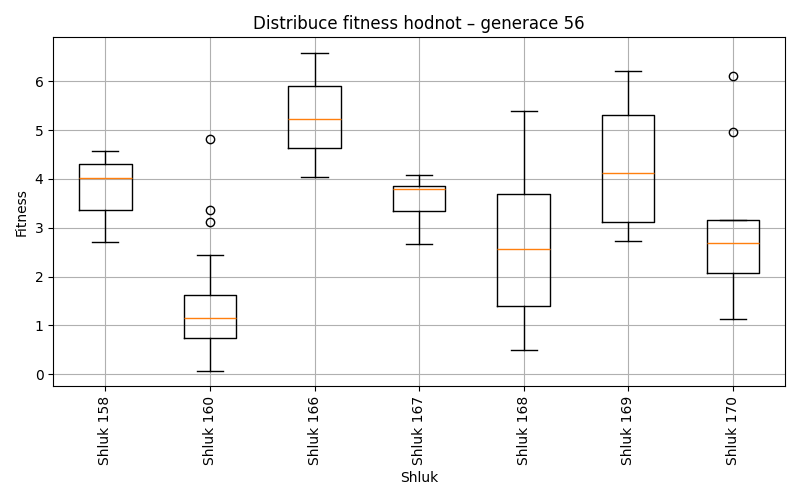 Distribuce fitness hodnot – generace 56
Fitness
6
5
4
3
2
1
0
Shluk 158
Shluk 160
Shluk 166
Shluk 167
Shluk 168
Shluk 169
Shluk 170
Shluk